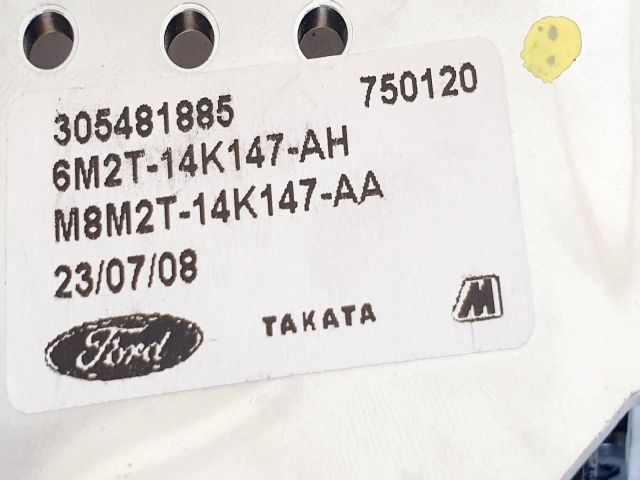 305481885 750120
6M2T-14K147-AH
M8M2T-14K147-AA
23/07/08
Ford TAKATA M